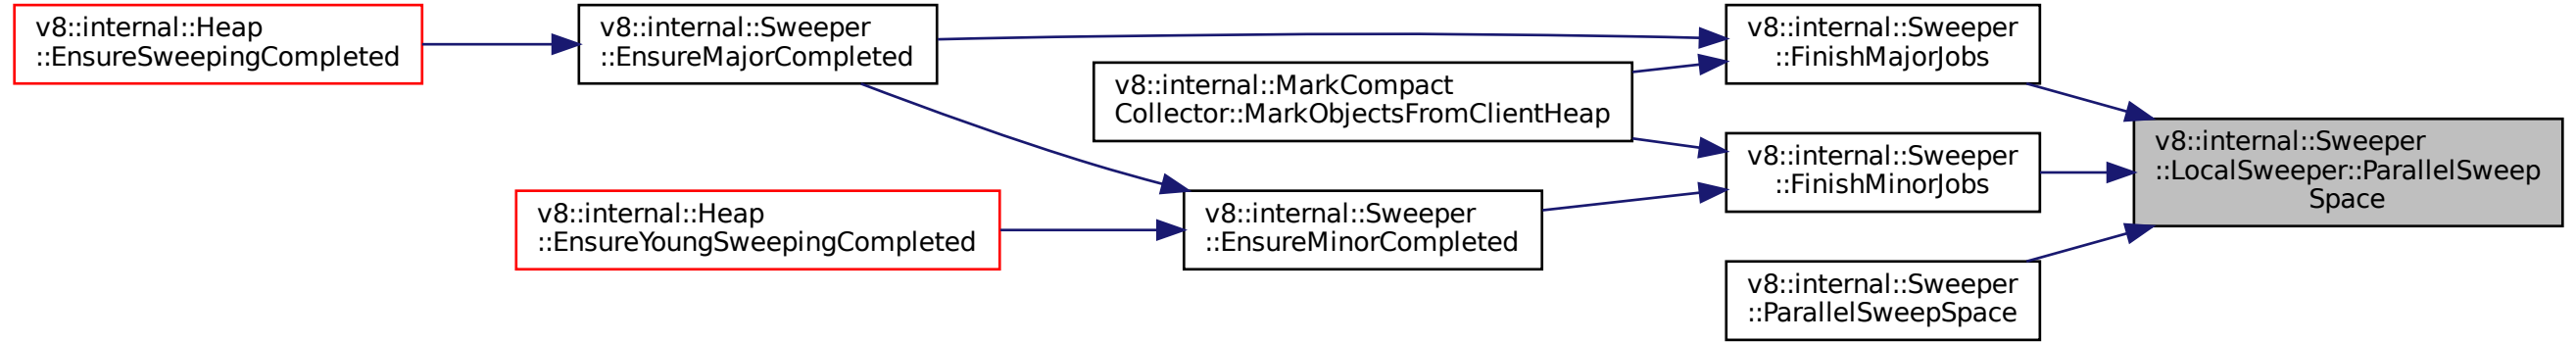 v8::internal::Heap
::EnsureSweepingCompleted
v8::internal::Sweeper
::EnsureMajorCompleted
v8::internal::MarkCompact
Collector::MarkObjectsFromClientHeap
v8::internal::Heap
::EnsureYoungSweepingCompleted
v8::internal::Sweeper
::EnsureMinorCompleted
v8::internal::Sweeper
::FinishMajorJobs
v8::internal::Sweeper
::FinishMinorJobs
v8::internal::Sweeper
::ParallelSweepSpace
v8::internal::Sweeper
::LocalSweeper::ParallelSweep
Space